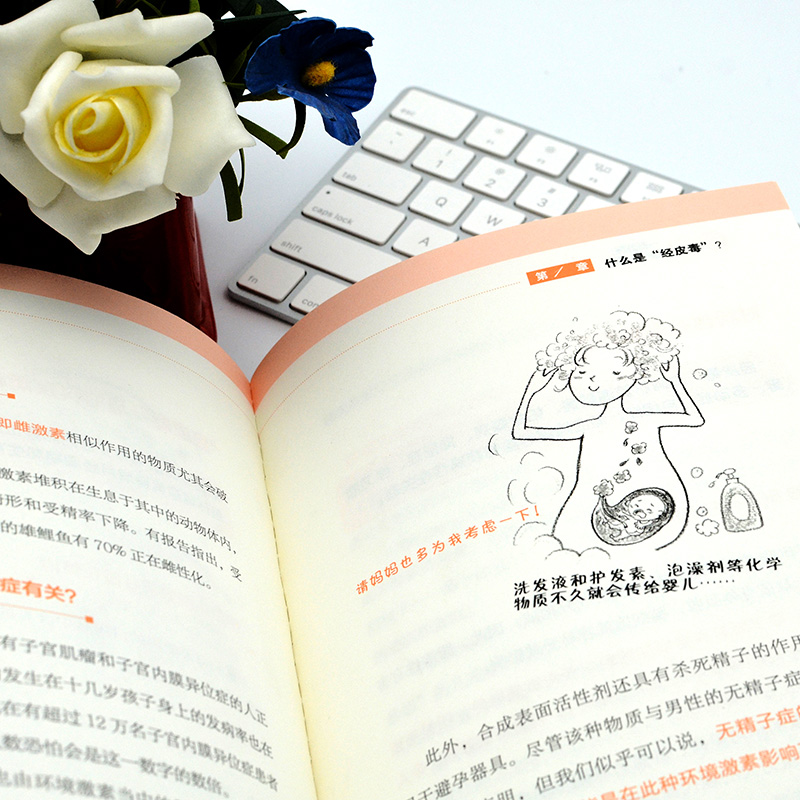 esc
~
!
1
@
2
#
3
tab
Q
W
caps lock
A
shift
fn
control
即雌激素相似作用的物质尤其会破
激素堆积在生息于其中的动物体内，
形和受精率下降。有报告指出，受
的雄鲤鱼有 70% 正在雌性化。
症有关？
有子宫肌瘤和子宫内膜异位症的人正
发生在十几岁孩子身上的发病率也在
在有超过 12 万名子宫内膜异位症患者
数恐怕会是这一数字的数倍。
也由环境激素当
第 1 章 什么是“经皮毒”？
请妈妈也多为我考虑一下！
洗发液和护发素、泡澡剂等化学
物质不久就会传给婴儿……
此外，合成表面活性剂还具有杀死精子的作用
于避孕器具。尽管该种物质与男性的无精子症
明，但我们似乎可以说，无精子症的
是在此种环境激素影响